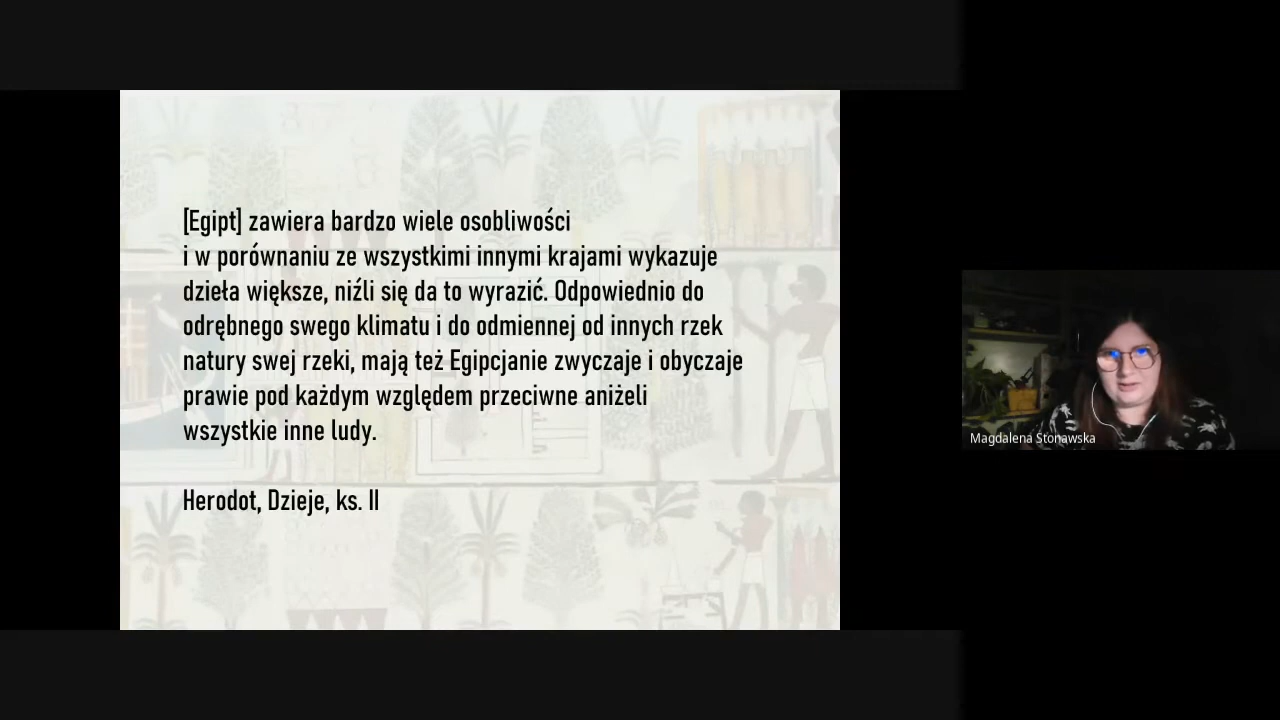 [Egipt] zawiera bardzo wiele osobliwości
i w porównaniu ze wszystkimi innymi krajami wykazuje
dzieła większe, niźli się da to wyrazić. Odpowiednio do
odrębnego swego klimatu i do odmiennej od innych rzek
natury swej rzeki, mają też Egipcjanie zwyczaje i obyczaje
prawie pod każdym względem przeciwne aniżeli
wszystkie inne ludy.
Herodot, Dzieje, ks. II
Magdalena Stonawska